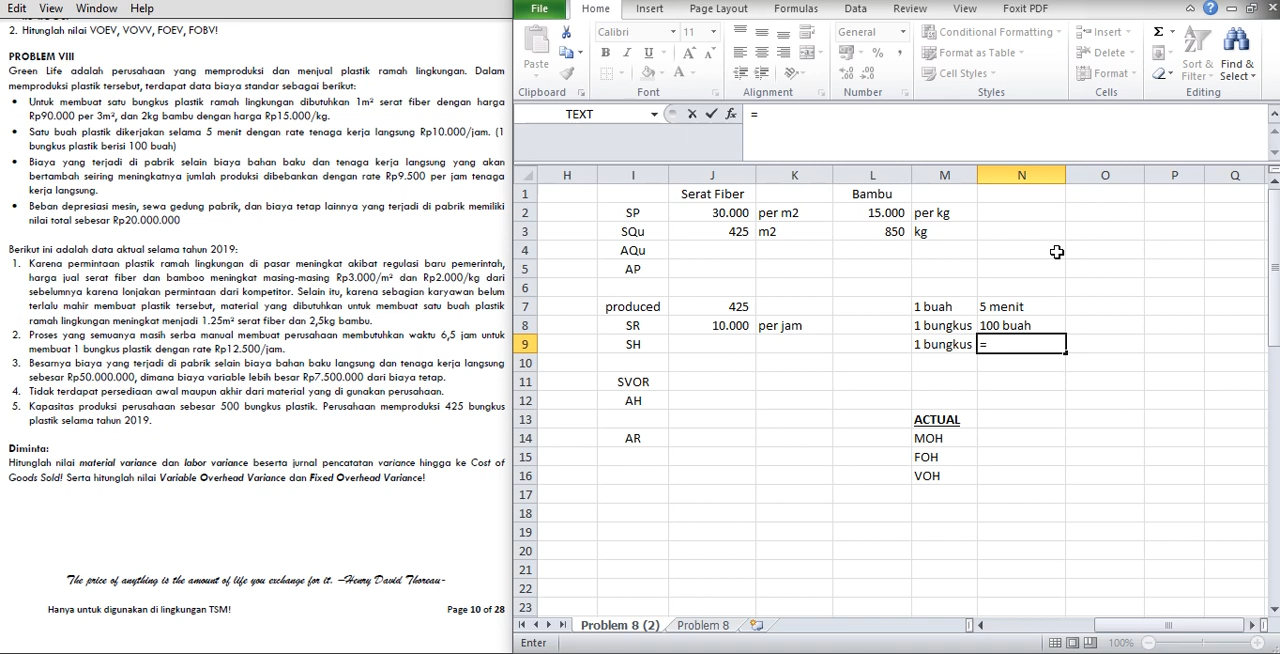 Edit View Window Help
2. Hitunglah nilai VOEV, VOVV, FOEV, FOBV!
PROBLEM VIII
Green Life adalah perusahaan yang memproduksi dan menjual plastik ramah lingkungan. Dalam
memproduksi plastik tersebut, terdapat data biaya standar sebagai berikut:
• Untuk membuat satu bungkus plastik ramah lingkungan dibutuhkan 1m² serat fiber dengan harga
Rp90.000 per 3m², dan 2kg bambu dengan harga Rp15.000/kg.
• Satu buah plastik dikerjakan selama 5 menit dengan rate tenaga kerja langsung Rp10.000/jam. (1
bungkus plastik berisi 100 buah)
• Biaya yang terjadi di pabrik selain biaya bahan baku dan tenaga kerja langsung yang akan
bertambah seiring meningkatnya jumlah produksi dibebankan dengan rate Rp9.500 per jam tenaga
kerja langsung.
• Beban depresiasi mesin, sewa gedung pabrik, dan biaya tetap lainnya yang terjadi di pabrik memiliki
nilai total sebesar Rp20.000.000
Berikut ini adalah data aktual selama tahun 2019:
1. Karena permintaan plastik ramah lingkungan di pasar meningkat akibat regulasi baru pemerintah,
harga jual serat fiber dan bamboo meningkat masing-masing Rp3.000/m² dan Rp2.000/kg dari
sebelumnya karena lonjakan permintaan dari kompetitor. Selain itu, karena sebagian karyawan belum
terlalu mahir membuat plastik tersebut, material yang dibutuhkan untuk membuat satu buah plastik
ramah lingkungan meningkat menjadi 1.25m² serat fiber dan 2,5kg bambu.
2. Proses yang semuanya masih serba manual membuat perusahaan membutuhkan waktu 6,5 jam untuk
membuat 1 bungkus plastik dengan rate Rp12.500/jam.
3. Besarnya biaya yang terjadi di pabrik selain biaya bahan baku langsung dan tenaga kerja langsung
sebesar Rp50.000.000, dimana biaya variable lebih besar Rp7.500.000 dari biaya tetap.
4. Tidak terdapat persediaan awal maupun akhir dari material yang di gunakan perusahaan.
5. Kapasitas produksi perusahaan sebesar 500 bungkus plastik. Perusahaan memproduksi 425 bungkus
plastik selama tahun 2019.
Diminta:
Hitunglah nilai material variance dan labor variance beserta jurnal pencatatan variance hingga ke Cost of
Goods Sold! Serta hitunglah nilai Variable Overhead Variance dan Fixed Overhead Variance!
The price of anything is the amount of life you exchange for it. –Henry David Thoreau-
Hanya untuk digunakan di lingkungan TSM! Page 10 of 28
File Home Insert Page Layout Formulas Data Review View Foxit PDF
Paste Calibri 11 General Conditional Formatting Insert
B I U Format as Table Delete Sort & Find &
Cell Styles Format Filter Select
Clipboard Font Alignment Number Styles Cells Editing
TEXT fx =
H I J K L M N O P Q
1 Serat Fiber Bambu
2 SP 30.000 per m2 15.000 per kg
3 SQu 425 m2 850 kg
4 AQu
5 AP
6
7 produced 425 1 buah 5 menit
8 SR 10.000 per jam 1 bungkus 100 buah
9 SH 1 bungkus =
10
11 SVOR
12 AH
13 ACTUAL
14 AR MOH
15 FOH
16 VOH
17
18
19
20
21
22
23
Problem 8 (2) Problem 8
Enter 100%